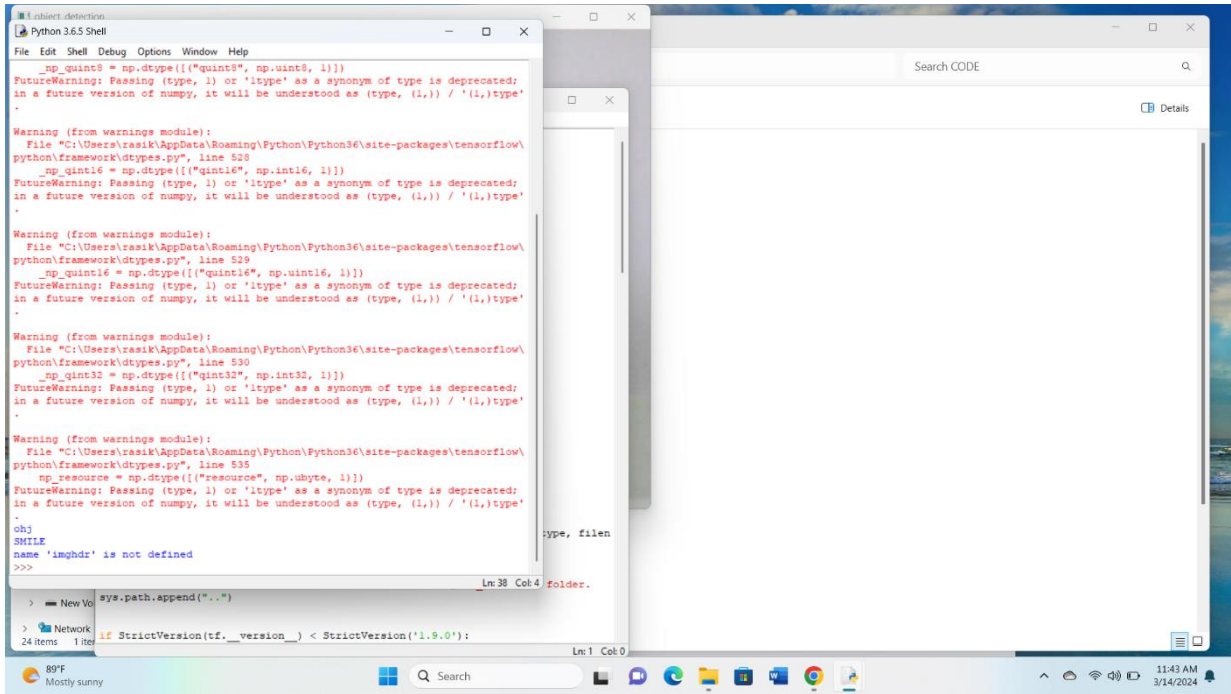 object detection
Python 3.6.5 Shell
File Edit Shell Debug Options Window Help
_np_quint8 = np.dtype([("quint8", np.uint8, 1)])
FutureWarning: Passing (type, 1) or '1type' as a synonym of type is deprecated;
in a future version of numpy, it will be understood as (type, (1,)) / '(1,)type'
.
Warning (from warnings module):
File "C:\Users\rasik\AppData\Roaming\Python\Python36\site-packages\tensorflow\
python\framework\dtypes.py", line 528
_np_qint16 = np.dtype([("qint16", np.int16, 1)])
FutureWarning: Passing (type, 1) or '1type' as a synonym of type is deprecated;
in a future version of numpy, it will be understood as (type, (1,)) / '(1,)type'
.
Warning (from warnings module):
File "C:\Users\rasik\AppData\Roaming\Python\Python36\site-packages\tensorflow\
python\framework\dtypes.py", line 529
_np_quint16 = np.dtype([("quint16", np.uint16, 1)])
FutureWarning: Passing (type, 1) or '1type' as a synonym of type is deprecated;
in a future version of numpy, it will be understood as (type, (1,)) / '(1,)type'
.
Warning (from warnings module):
File "C:\Users\rasik\AppData\Roaming\Python\Python36\site-packages\tensorflow\
python\framework\dtypes.py", line 530
_np_qint32 = np.dtype([("qint32", np.int32, 1)])
FutureWarning: Passing (type, 1) or '1type' as a synonym of type is deprecated;
in a future version of numpy, it will be understood as (type, (1,)) / '(1,)type'
.
Warning (from warnings module):
File "C:\Users\rasik\AppData\Roaming\Python\Python36\site-packages\tensorflow\
python\framework\dtypes.py", line 535
np_resource = np.dtype([("resource", np.ubyte, 1)])
FutureWarning: Passing (type, 1) or '1type' as a synonym of type is deprecated;
in a future version of numpy, it will be understood as (type, (1,)) / '(1,)type'
.
obj
SMILE
name 'imghdr' is not defined
>>>
Ln: 38 Col: 4
ype, filen
folder.
sys.path.append("..")
if StrictVersion(tf.__version__) < StrictVersion('1.9.0'):
Ln: 1 Col: 0
New Vo
Network
24 items 1 iter
Search CODE
Details
89°F
Mostly sunny
Search
11:43 AM
3/14/2024